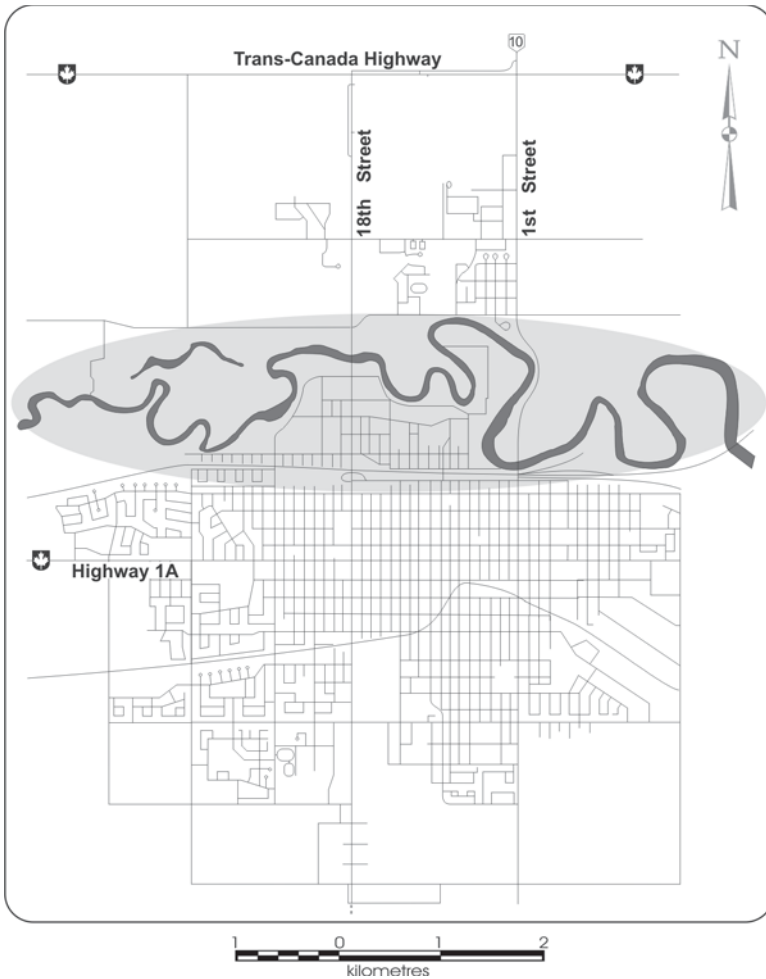 10
Trans-Canada Highway
N
18th Street
1st Street
Highway 1A
1 0 1 2
kilometres